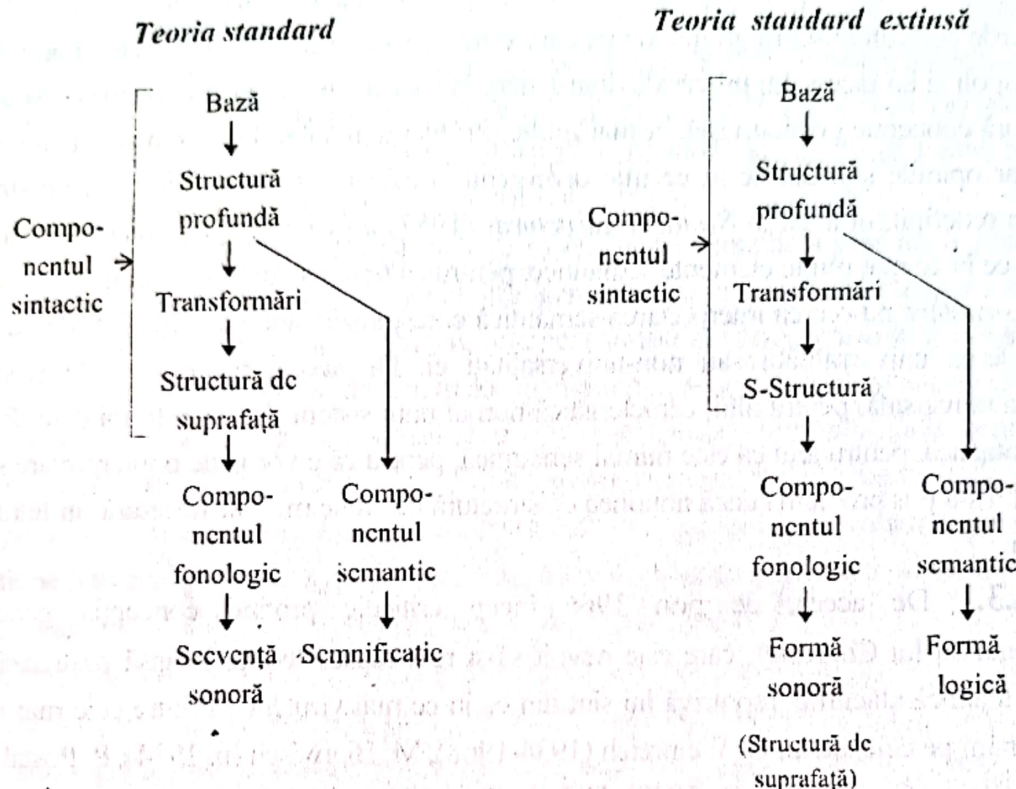 Teoria standard
Bază
Structură
profundă
Compo-
nentul
sintactic
Transformări
Structură de
suprafață
Compo-
nentul
fonologic
Compo-
nentul
semantic
Secvență
sonoră
Semnificație
Teoria standard extinsă
Bază
Structură
profundă
Compo-
nentul
sintactic
Transformări
S-Structură
Compo-
nentul
fonologic
Compo-
nentul
semantic
Formă
sonoră
Formă
logică
(Structură de
suprafață)